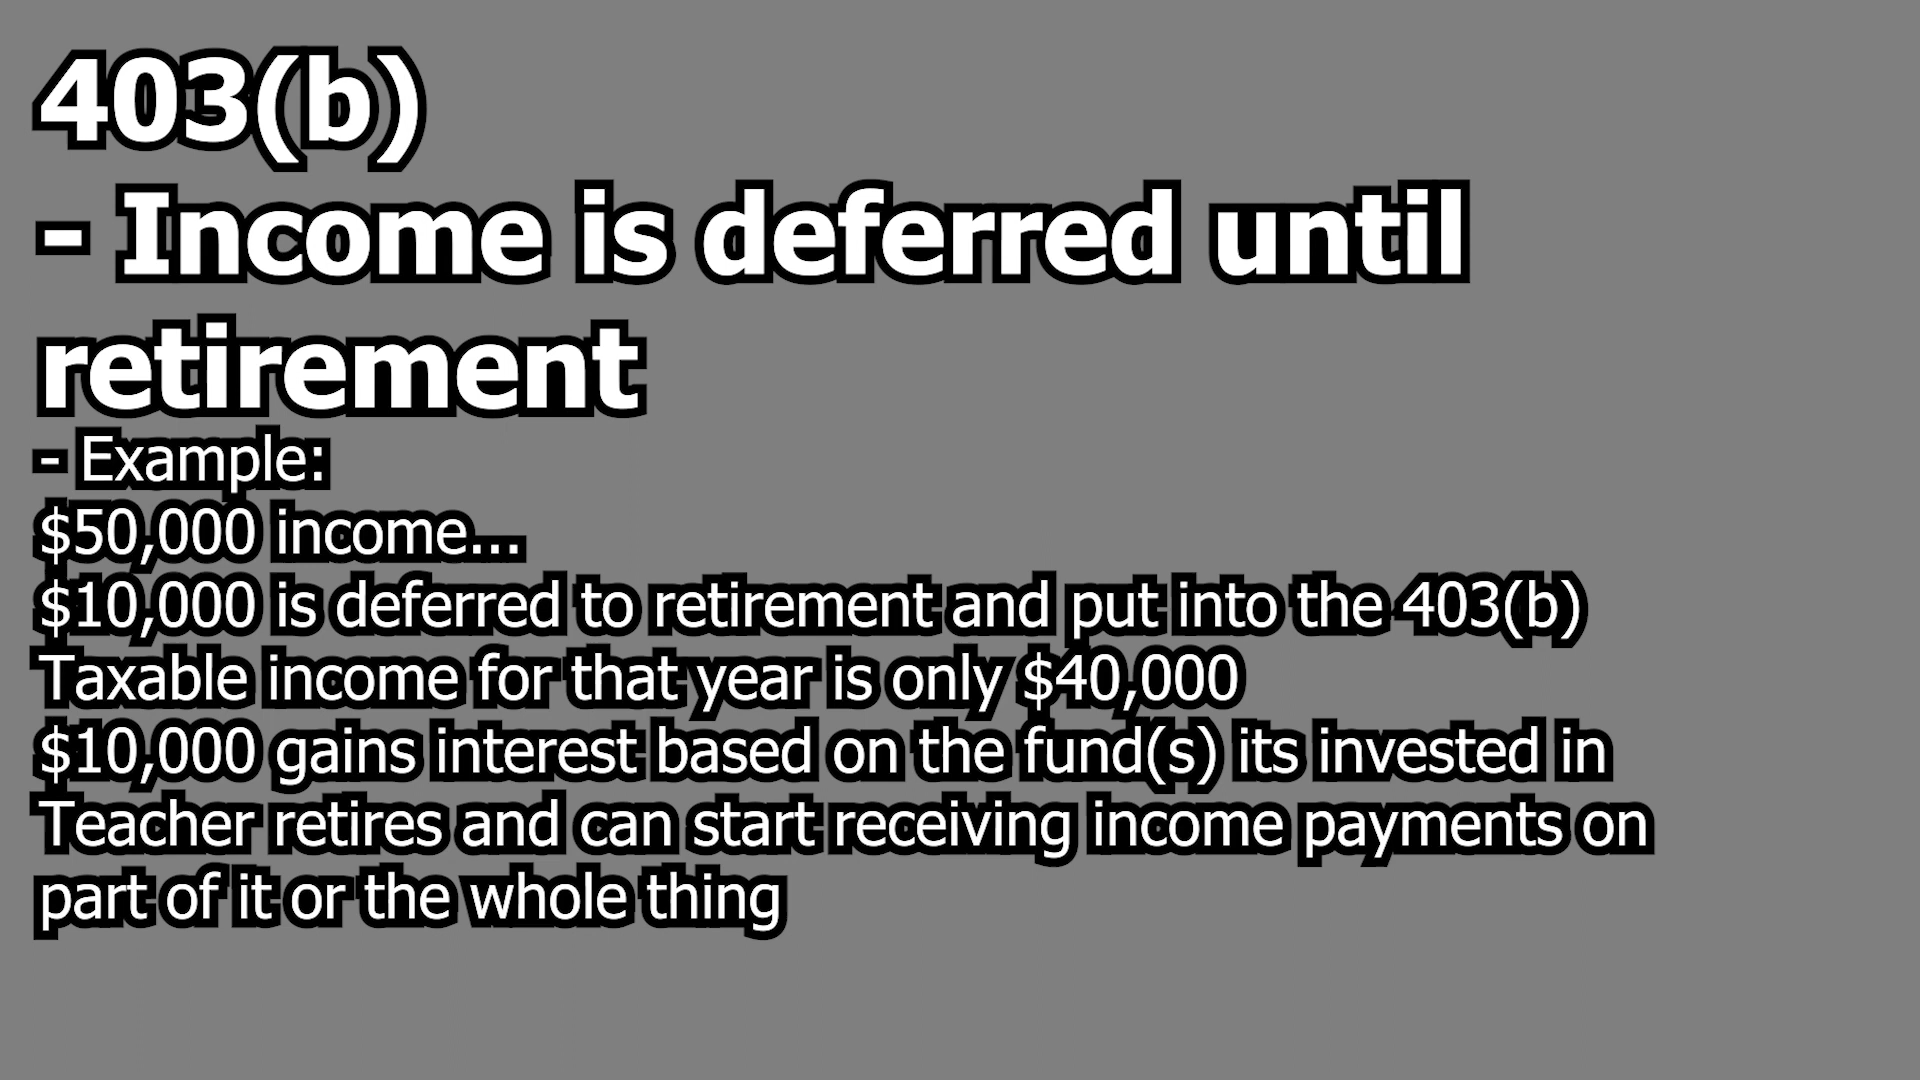 403(b)
- Income is deferred until
retirement
- Example:
$50,000 income...
$10,000 is deferred to retirement and put into the 403(b)
Taxable income for that year is only $40,000
$10,000 gains interest based on the fund(s) its invested in
Teacher retires and can start receiving income payments on
part of it or the whole thing